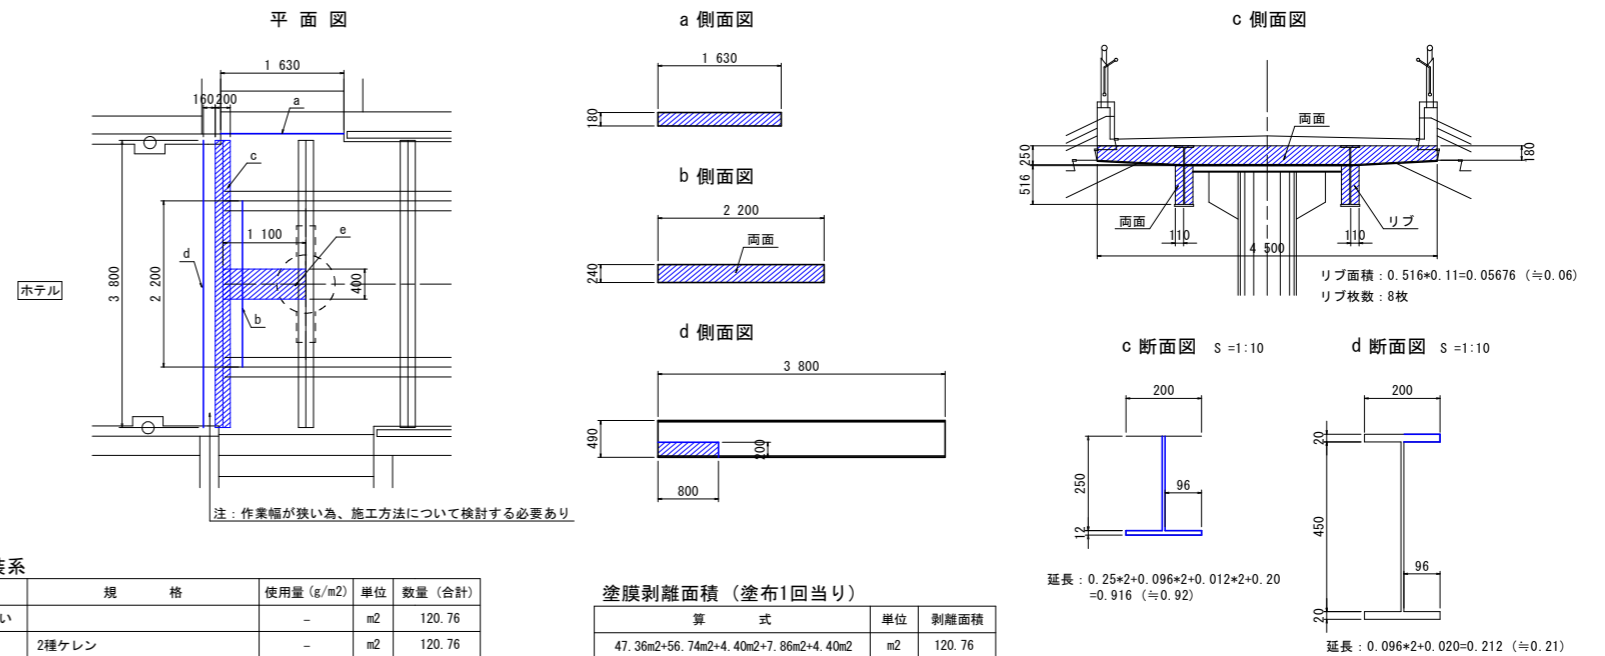 平 面 図
1 630
160
200
a
c
1 100
e
d
3 800
2 200
400
b
ホテル
注：作業幅が狭い為、施工方法について検討する必要あり
a 側面図
1 630
180
b 側面図
2 200
両面
240
d 側面図
3 800
490
200
800
c 側面図
両面
250
180
516
両面
リブ
110
110
4 500
リブ面積：0.516*0.11=0.05676 (≒0.06)
リブ枚数：8枚
c 断面図 S =1:10
200
250
96
12
延長：0.25*2+0.096*2+0.012*2+0.20
=0.916 (≒0.92)
d 断面図 S =1:10
200
20
450
96
20
延長：0.096*2+0.020=0.212 (≒0.21)
装系
規 格 使用量(g/m2) 単位 数量（合計）
い － m2 120.76
2種ケレン － m2 120.76
塗膜剥離面積（塗布1回当り）
算 式 単位 剥離面積
47.36m2+56.74m2+4.40m2+7.86m2+4.40m2 m2 120.76